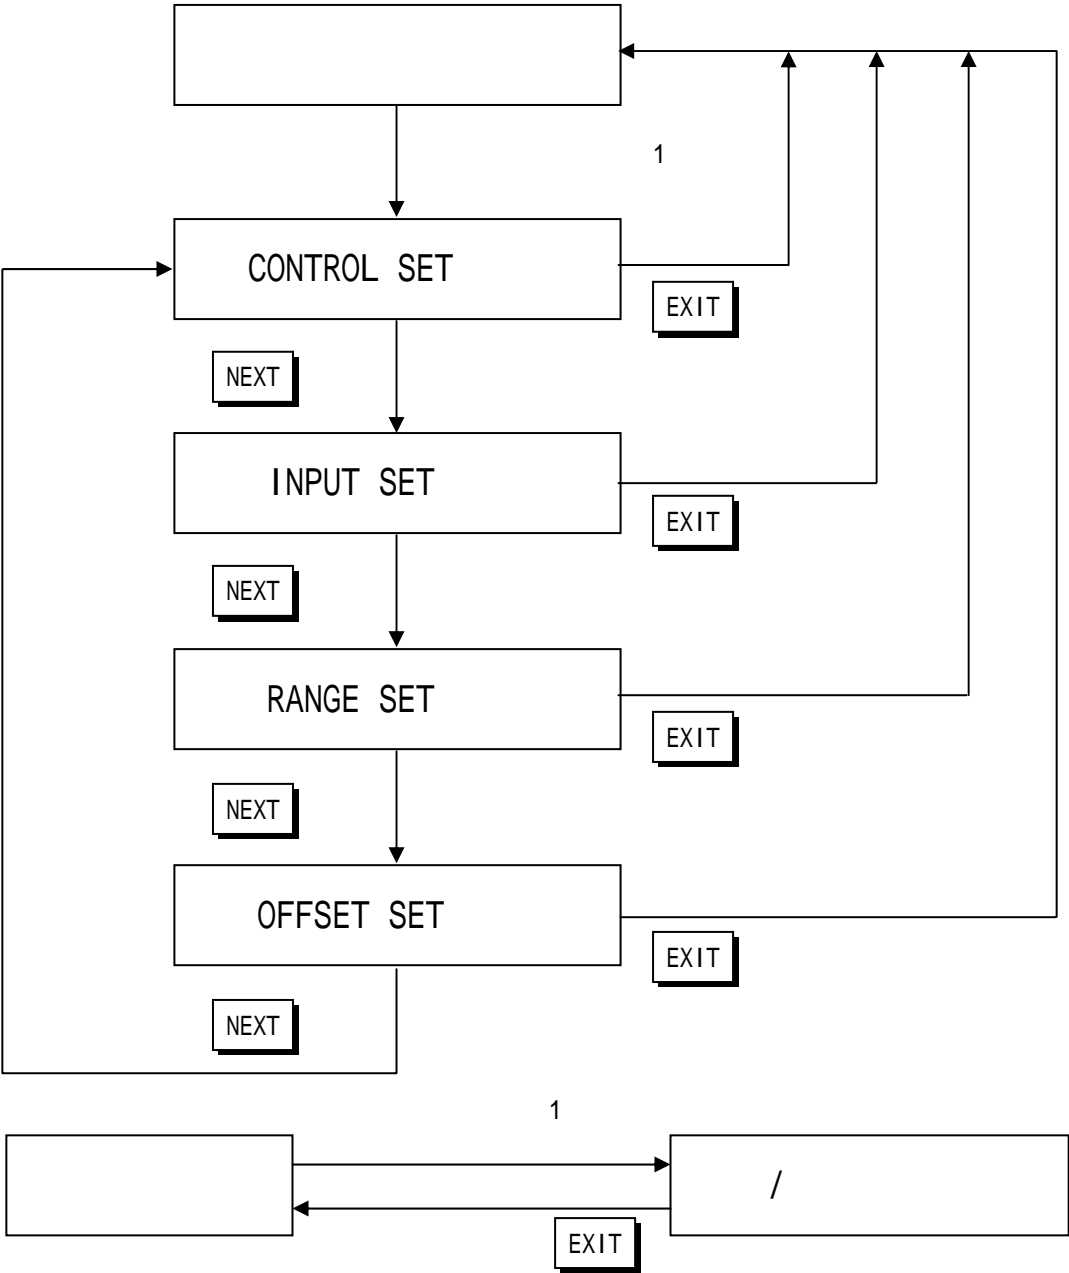 1
CONTROL SET
EXIT
NEXT
INPUT SET
EXIT
NEXT
RANGE SET
EXIT
NEXT
OFFSET SET
EXIT
NEXT
1
/
EXIT